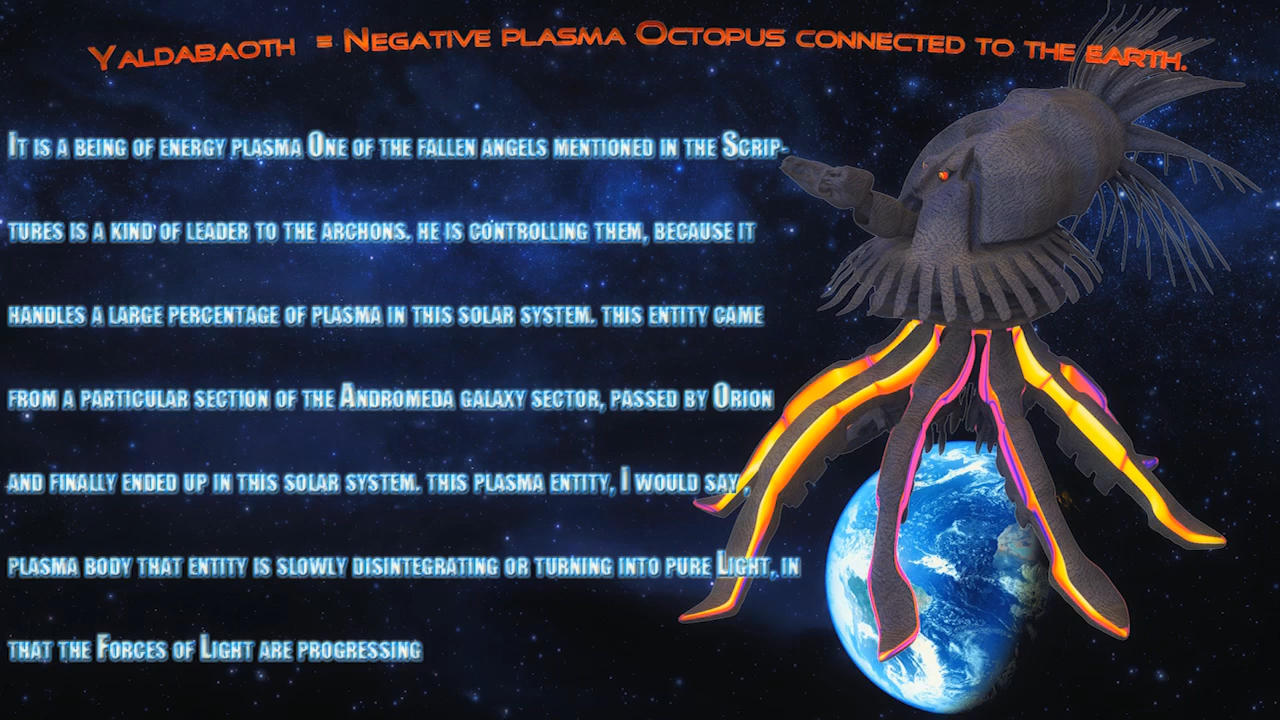 Yaldabaoth = Negative plasma Octopus connected to the earth.
It is a being of energy plasma One of the fallen angels mentioned in the Scrip-
tures is a kind of leader to the archons. he is controlling them, because it
handles a large percentage of plasma in this solar system. this entity came
from a particular section of the Andromeda galaxy sector, passed by Orion
and finally ended up in this solar system. this plasma entity, I would say ,
plasma body that entity is slowly disintegrating or turning into pure Light, in
that the Forces of Light are progressing